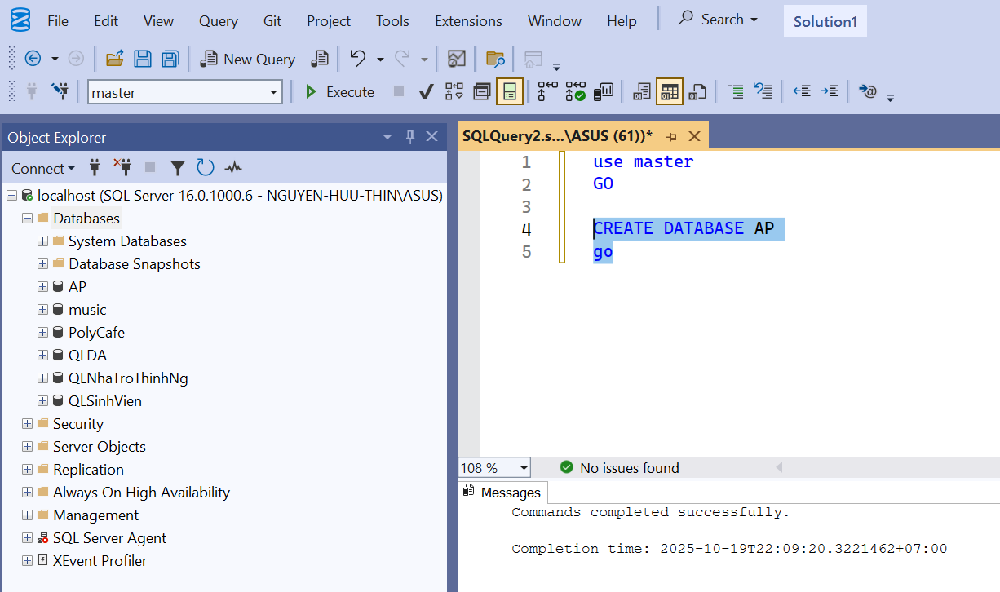 File Edit View Query Git Project Tools Extensions Window Help Search Solution1
New Query
master Execute
Object Explorer
Connect
localhost (SQL Server 16.0.1000.6 - NGUYEN-HUU-THIN\ASUS)
Databases
System Databases
Database Snapshots
AP
music
PolyCafe
QLDA
QLNhaTroThinhNg
QLSinhVien
Security
Server Objects
Replication
Always On High Availability
Management
SQL Server Agent
XEvent Profiler
SQLQuery2.s...\ASUS (61))*
1 use master
2 GO
3
4 CREATE DATABASE AP
5 go
108 % No issues found
Messages
Commands completed successfully.
Completion time: 2025-10-19T22:09:20.3221462+07:00